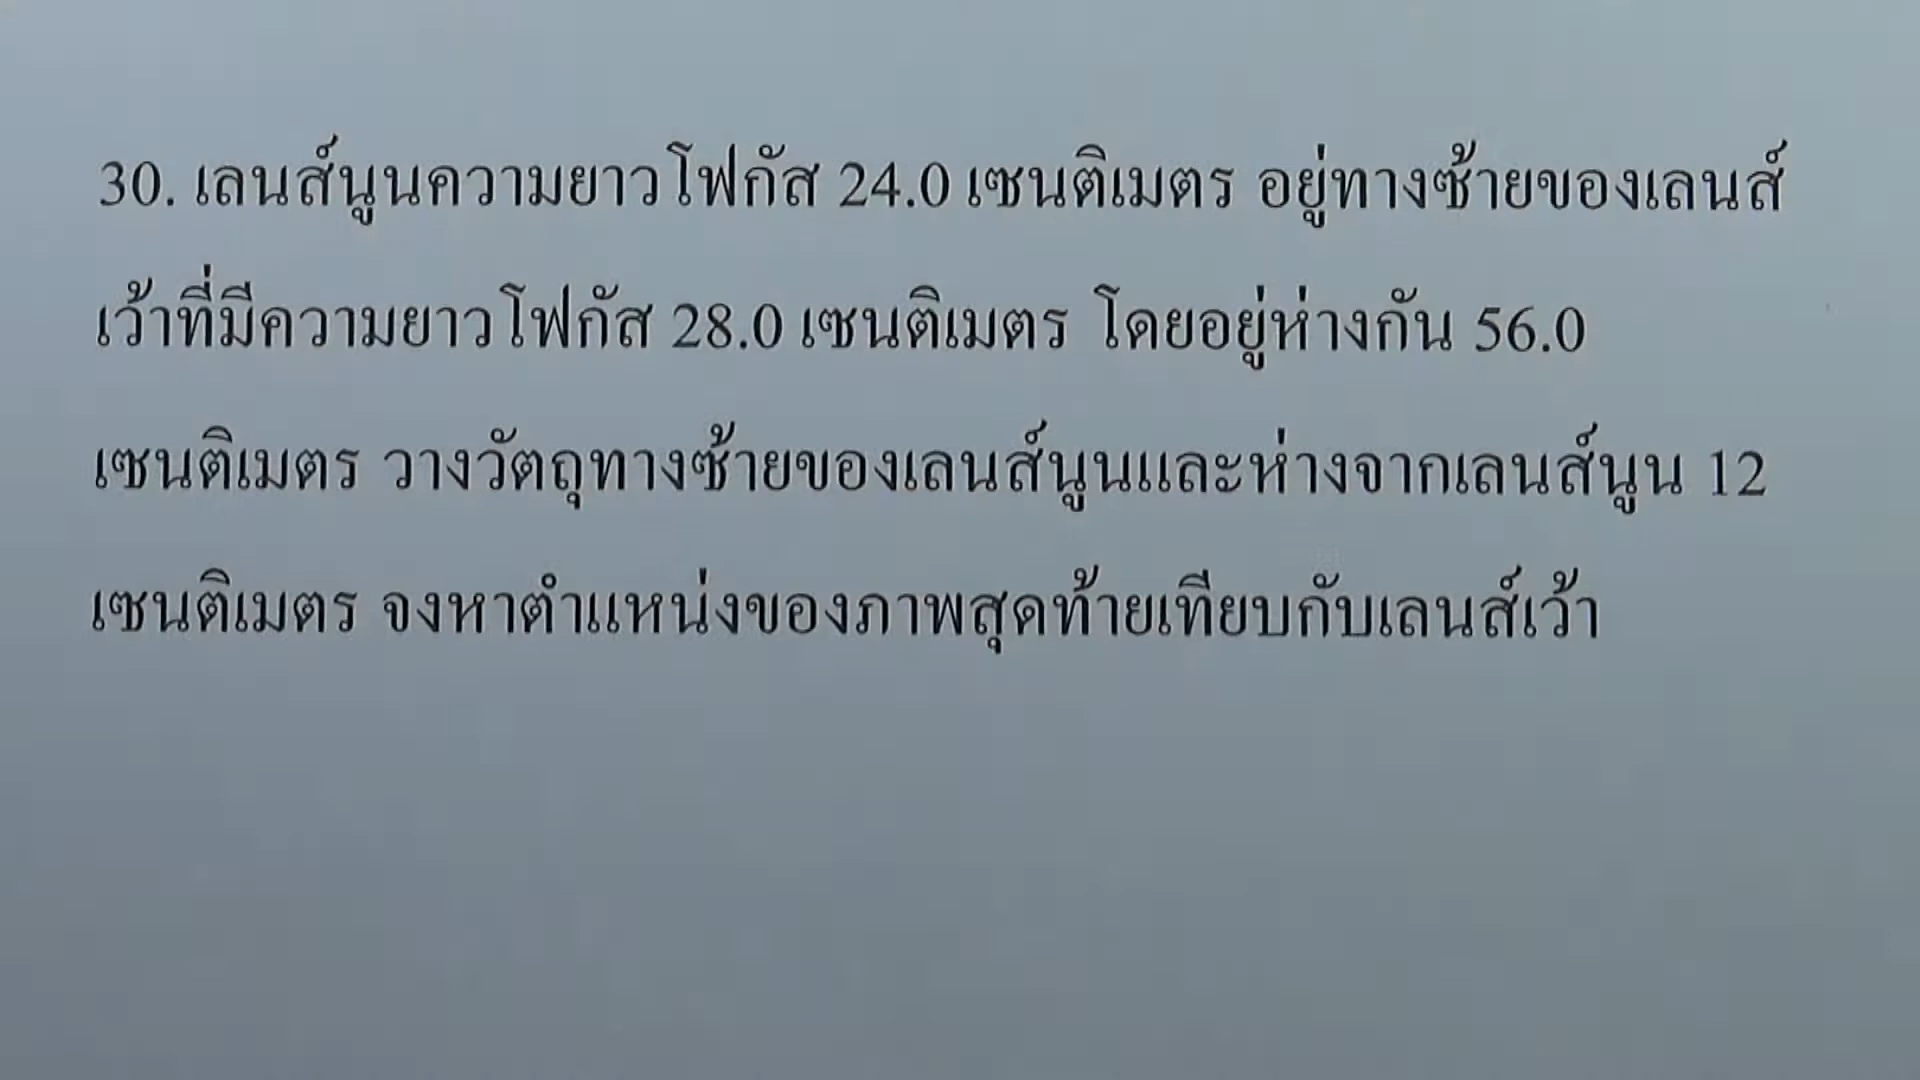 30. เลนส์นูนความยาวโฟกัส 24.0 เซนติเมตร อยู่ทางซ้ายของเลนส์
เว้าที่มีความยาวโฟกัส 28.0 เซนติเมตร โดยอยู่ห่างกัน 56.0
เซนติเมตร วางวัตถุทางซ้ายของเลนส์นูนและห่างจากเลนส์นูน 12
เซนติเมตร จงหาตำแหน่งของภาพสุดท้ายเทียบกับเลนส์เว้า